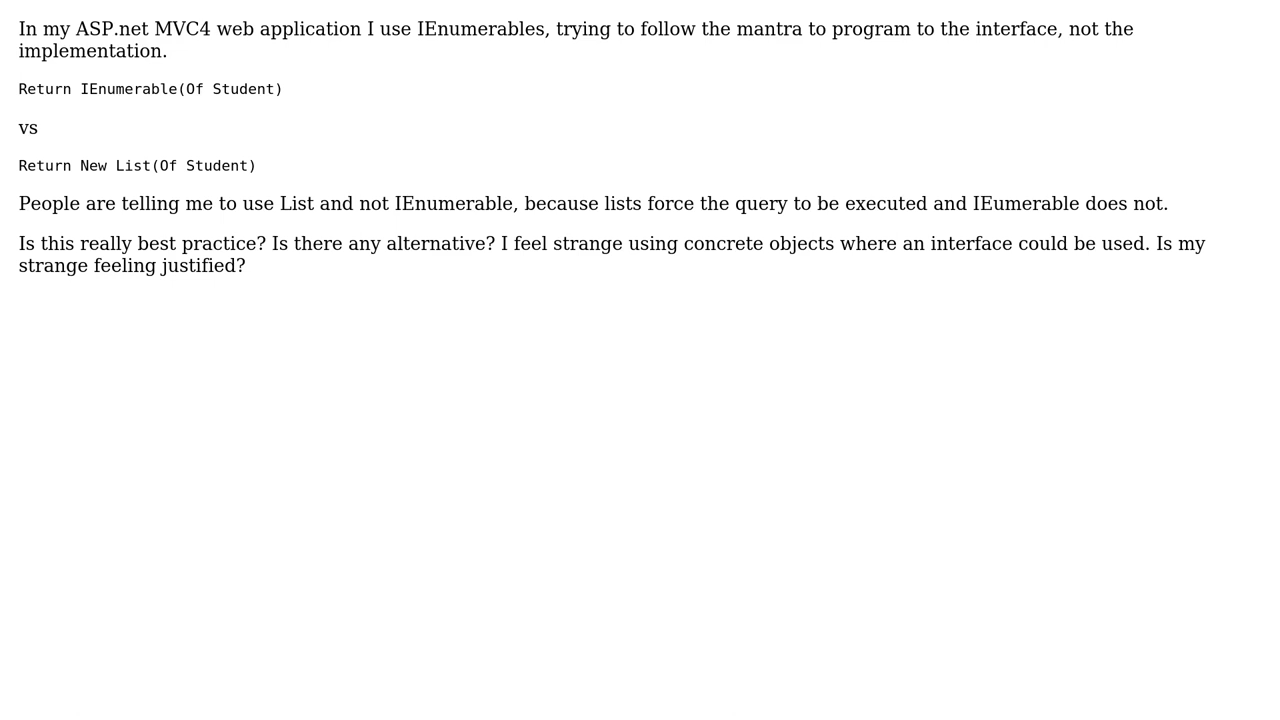 In my ASP.net MVC4 web application I use IEnumerables, trying to follow the mantra to program to the interface, not the
implementation.
Return IEnumerable(Of Student)
vs
Return New List(Of Student)
People are telling me to use List and not IEnumerable, because lists force the query to be executed and IEumerable does not.
Is this really best practice? Is there any alternative? I feel strange using concrete objects where an interface could be used. Is my
strange feeling justified?